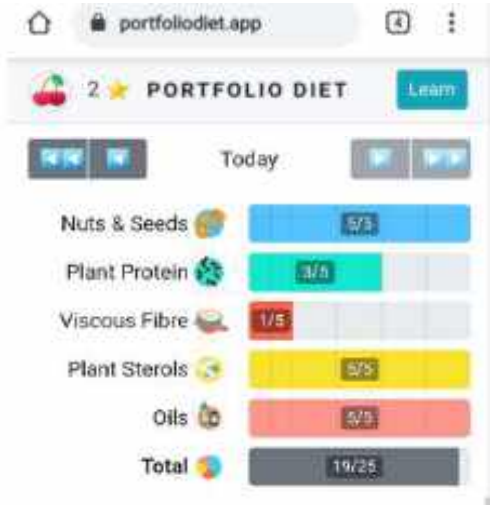 portfoliodiet.app 4
2 PORTFOLIO DIET Learn
Today
Nuts & Seeds 5/5
Plant Protein 3/5
Viscous Fibre 1/5
Plant Sterols 5/5
Oils 5/5
Total 19/25